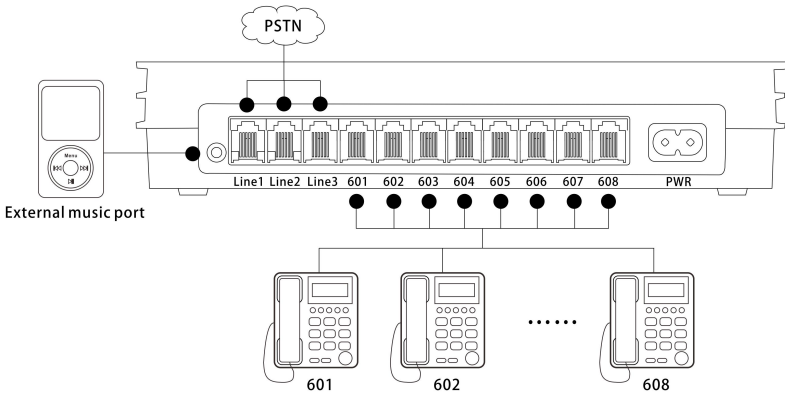 PSTN
Menu
Line1 Line2 Line3 601 602 603 604 605 606 607 608 PWR
External music port
......
601 602 608